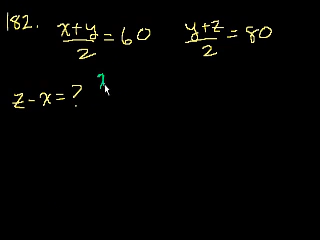 182. x+y/2 = 60 y+z/2 = 80
z-x=?